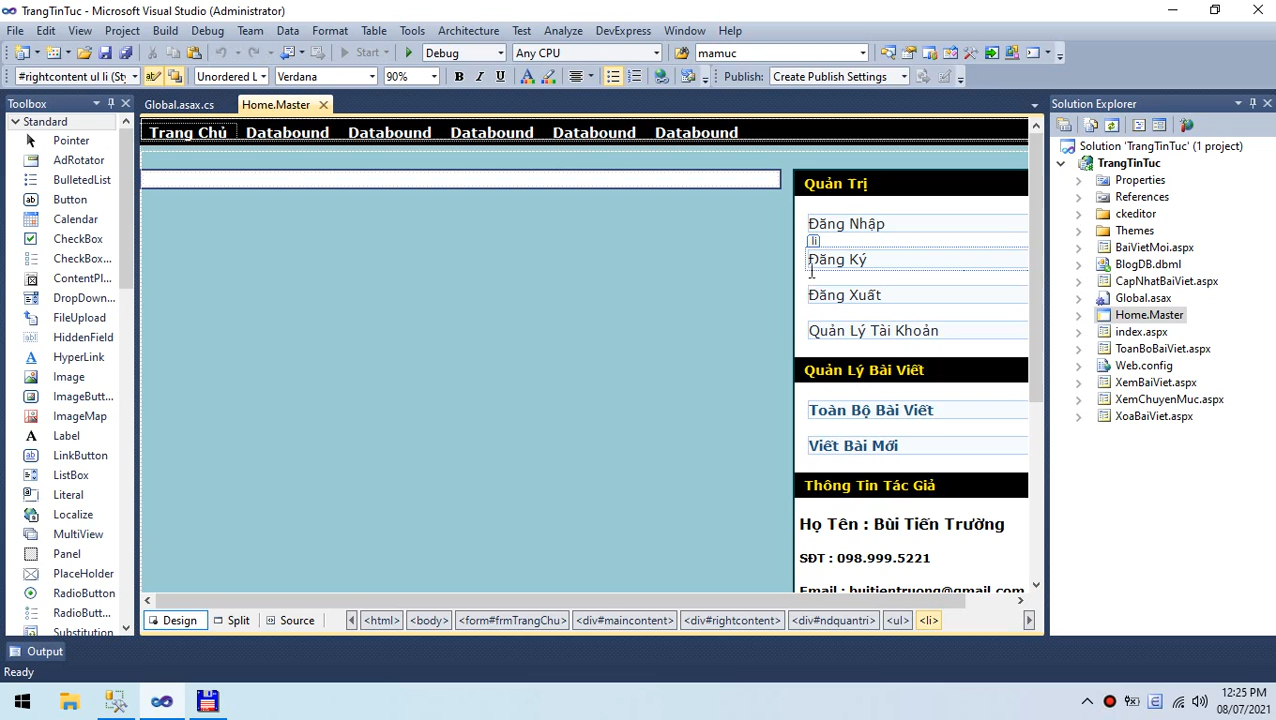 TrangTinTuc - Microsoft Visual Studio (Administrator)
File Edit View Project Build Debug Team Data Format Table Tools Architecture Test Analyze DevExpress Window Help
Start Debug Any CPU mamuc
#rightcontent ul li (Sty Unordered L Verdana 90% B I U A Publish: Create Publish Settings
Toolbox
Standard
Pointer
AdRotator
BulletedList
Button
Calendar
CheckBox
CheckBox...
ContentPl...
DropDown...
FileUpload
HiddenField
HyperLink
Image
ImageButt...
ImageMap
Label
LinkButton
ListBox
Literal
Localize
MultiView
Panel
PlaceHolder
RadioButton
RadioButt...
Substitution
Global.asax.cs Home.Master
Trang Chủ Databound Databound Databound Databound Databound
Quản Trị
Đăng Nhập
li
Đăng Ký
Đăng Xuất
Quản Lý Tài Khoản
Quản Lý Bài Viết
Toàn Bộ Bài Viết
Viết Bài Mới
Thông Tin Tác Giả
Họ Tên : Bùi Tiến Trường
SĐT : 098.999.5221
Email : buitientruong@gmail.com
Design Split Source <html> <body> <form#frmTrangChu> <div#maincontent> <div#rightcontent> <div#ndquantri> <ul> <li>
Solution Explorer
Solution 'TrangTinTuc' (1 project)
TrangTinTuc
Properties
References
ckeditor
Themes
BaiVietMoi.aspx
BlogDB.dbml
CapNhatBaiViet.aspx
Global.asax
Home.Master
index.aspx
ToanBoBaiViet.aspx
Web.config
XemBaiViet.aspx
XemChuyenMuc.aspx
XoaBaiViet.aspx
Output
Ready
12:25 PM
08/07/2021